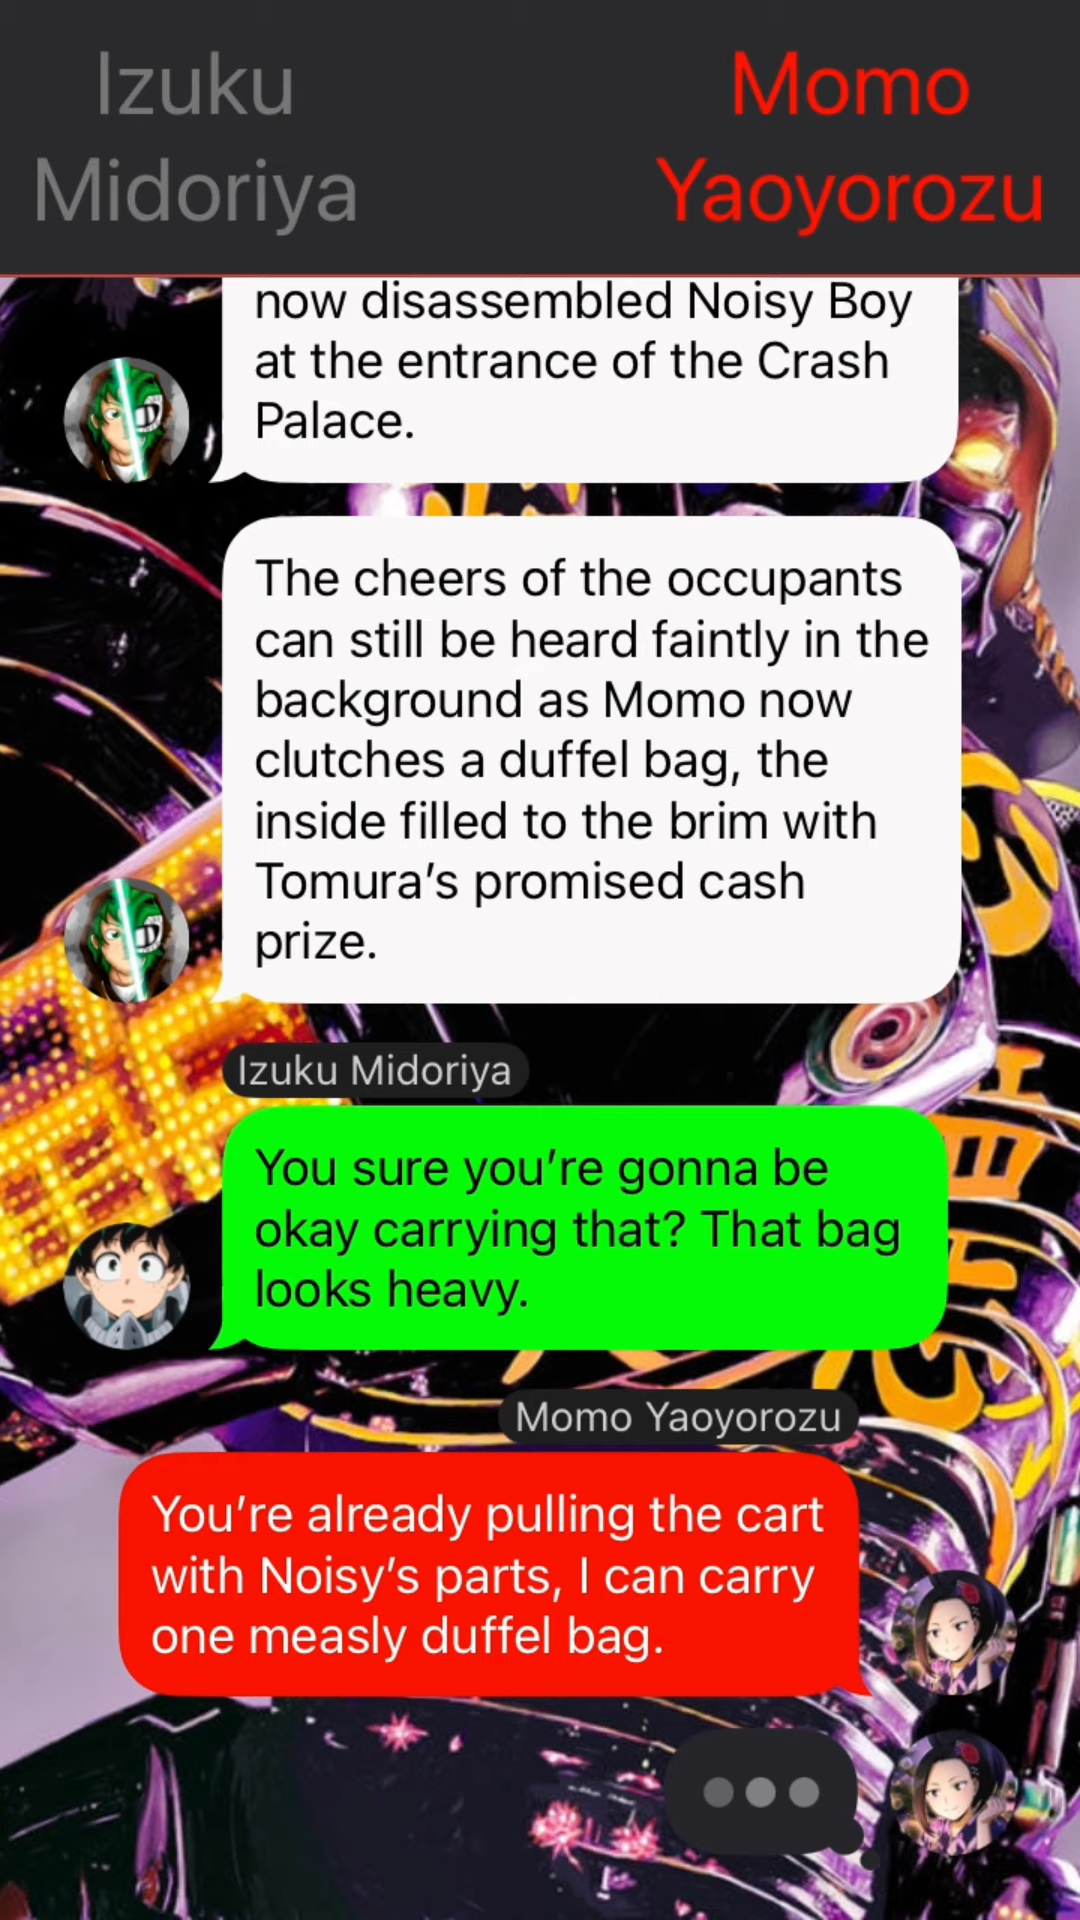 Izuku
Midoriya
Momo
Yaoyorozu
now disassembled Noisy Boy
at the entrance of the Crash
Palace.
The cheers of the occupants
can still be heard faintly in the
background as Momo now
clutches a duffel bag, the
inside filled to the brim with
Tomura’s promised cash
prize.
Izuku Midoriya
You sure you’re gonna be
okay carrying that? That bag
looks heavy.
Momo Yaoyorozu
You’re already pulling the cart
with Noisy’s parts, I can carry
one measly duffel bag.